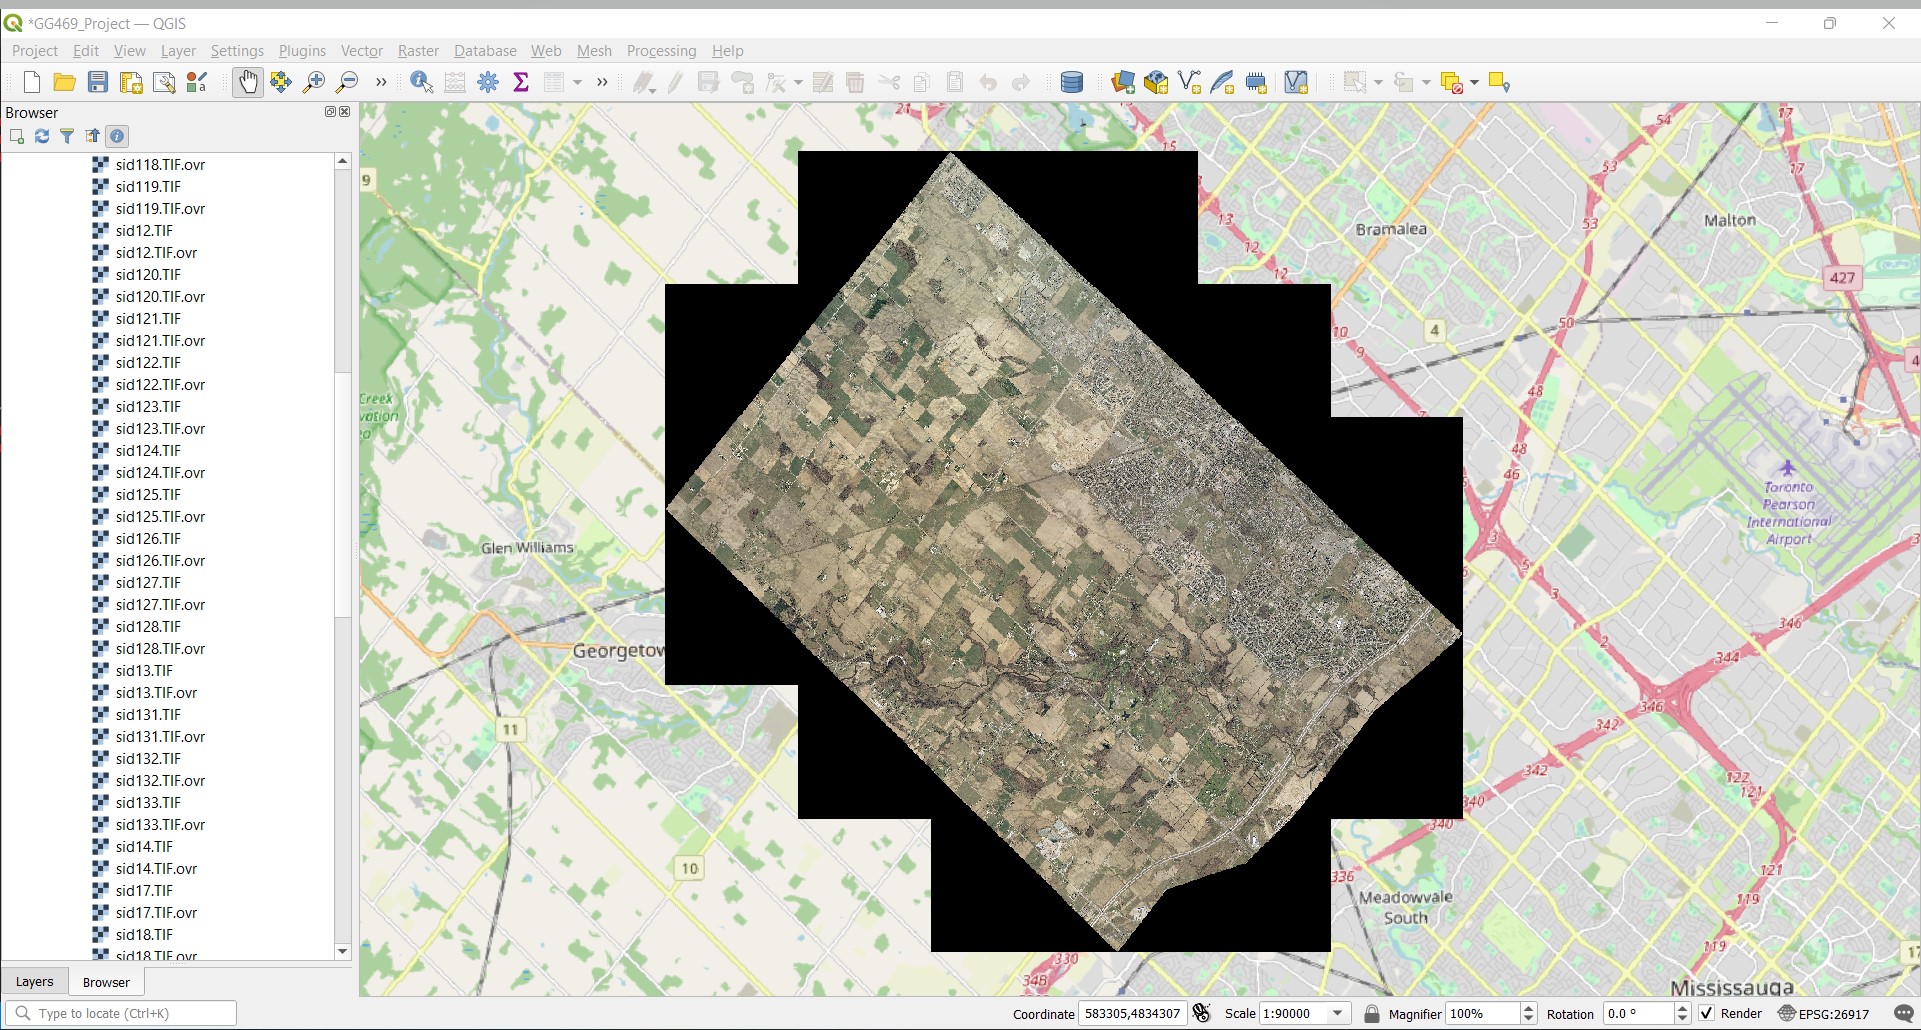 *GG469_Project — QGIS
Project Edit View Layer Settings Plugins Vector Raster Database Web Mesh Processing Help
Browser
sid118.TIF.ovr
sid119.TIF
sid119.TIF.ovr
sid12.TIF
sid12.TIF.ovr
sid120.TIF
sid120.TIF.ovr
sid121.TIF
sid121.TIF.ovr
sid122.TIF
sid122.TIF.ovr
sid123.TIF
sid123.TIF.ovr
sid124.TIF
sid124.TIF.ovr
sid125.TIF
sid125.TIF.ovr
sid126.TIF
sid126.TIF.ovr
sid127.TIF
sid127.TIF.ovr
sid128.TIF
sid128.TIF.ovr
sid13.TIF
sid13.TIF.ovr
sid131.TIF
sid131.TIF.ovr
sid132.TIF
sid132.TIF.ovr
sid133.TIF
sid133.TIF.ovr
sid14.TIF
sid14.TIF.ovr
sid17.TIF
sid17.TIF.ovr
sid18.TIF
sid18.TIF.ovr
Layers Browser
21
15
17
54
9
53
17
13
53
Bramalea
Malton
12
12
427
10
4
50
9
48
Creek
48
46
Toronto
Pearson
International
Airport
Glen Williams
3
5
3
346
2
Georgetow
344
346
342
11
342
122
121
340
340
10
336
121
Meadowvale
South
119
119
17
330
348
Mississauga
Type to locate (Ctrl+K)
Coordinate 583305,4834307 Scale 1:90000 Magnifier 100% Rotation 0.0 ° Render EPSG:26917